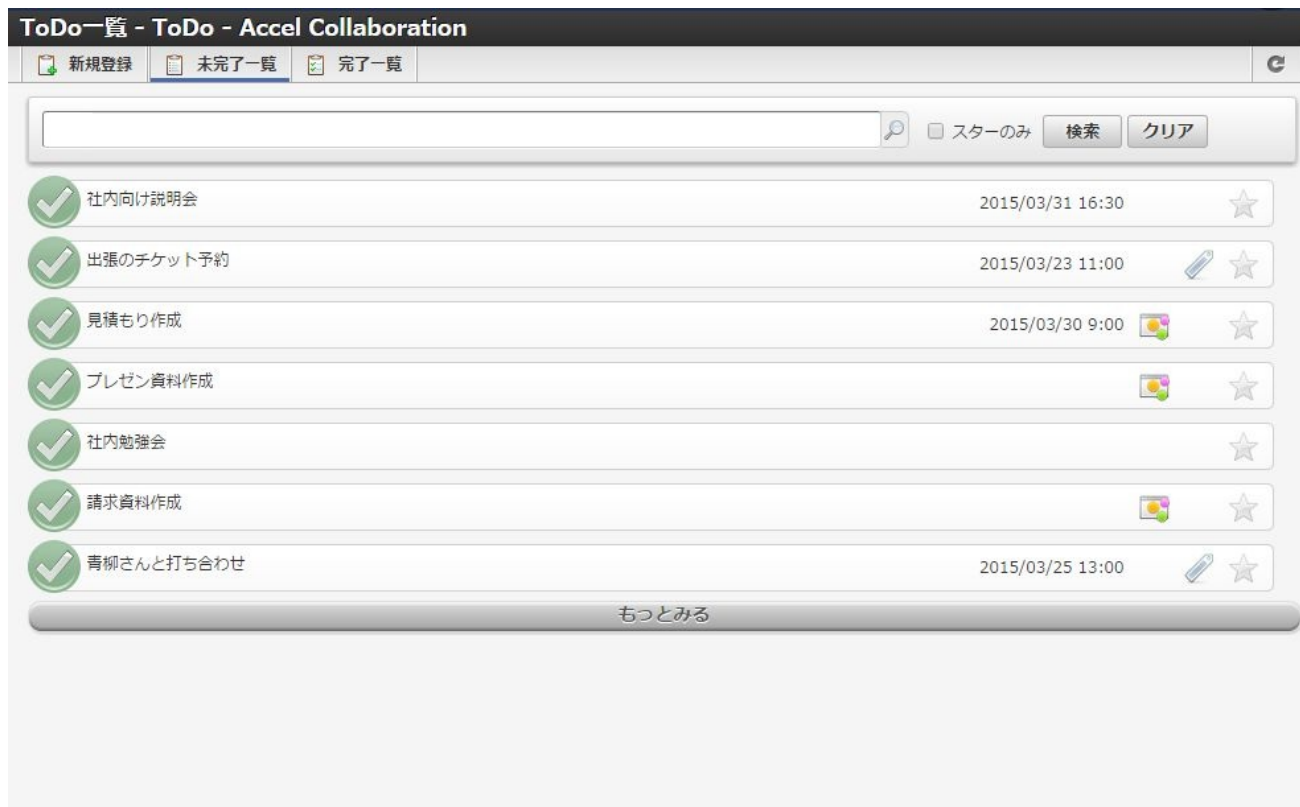 ToDo一覧 - ToDo - Accel Collaboration
新規登録 未完了一覧 完了一覧
スターのみ 検索 クリア
社内向け説明会 2015/03/31 16:30
出張のチケット予約 2015/03/23 11:00
見積もり作成 2015/03/30 9:00
プレゼン資料作成
社内勉強会
請求資料作成
青柳さんと打ち合わせ 2015/03/25 13:00
もっとみる